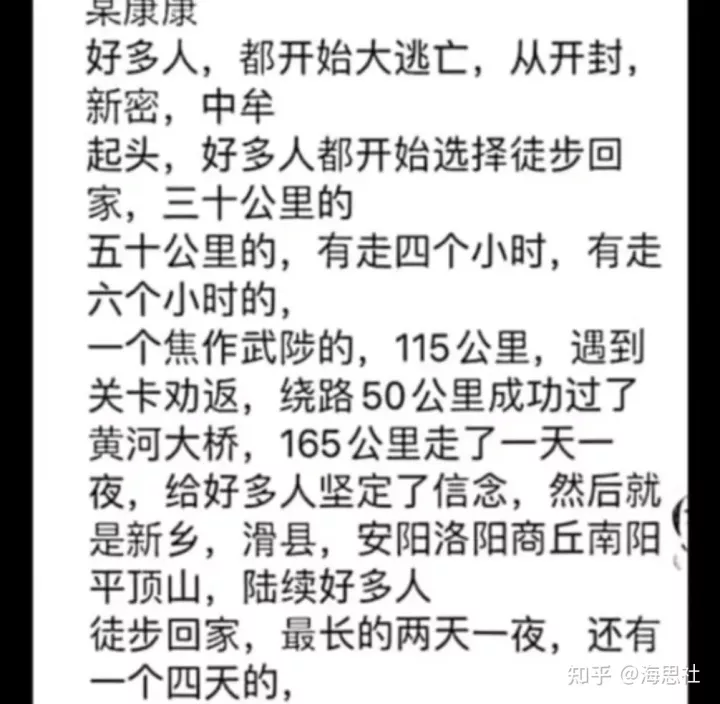 某康康
好多人，都开始大逃亡，从开封，
新密，中牟
起头，好多人都开始选择徒步回
家，三十公里的
五十公里的，有走四个小时，有走
六个小时的，
一个焦作武陟的，115公里，遇到
关卡劝返，绕路50公里成功过了
黄河大桥，165公里走了一天一
夜，给好多人坚定了信念，然后就
是新乡，滑县，安阳洛阳商丘南阳
平顶山，陆续好多人
徒步回家，最长的两天一夜，还有
一个四天的，
知乎 @海思社